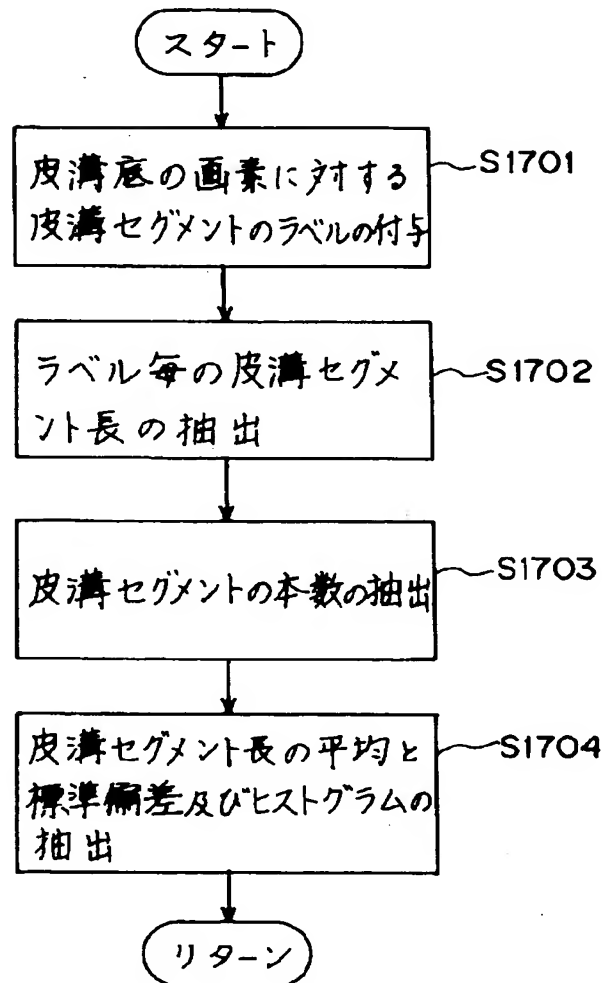 スタート
皮溝底の画素に対する
皮溝セグメントのラベルの付与
S1701
ラベル毎の皮溝セグメ
ント長の抽出
S1702
皮溝セグメントの本数の抽出
S1703
皮溝セグメント長の平均と
標準偏差及びヒストグラムの
抽出
S1704
リターン